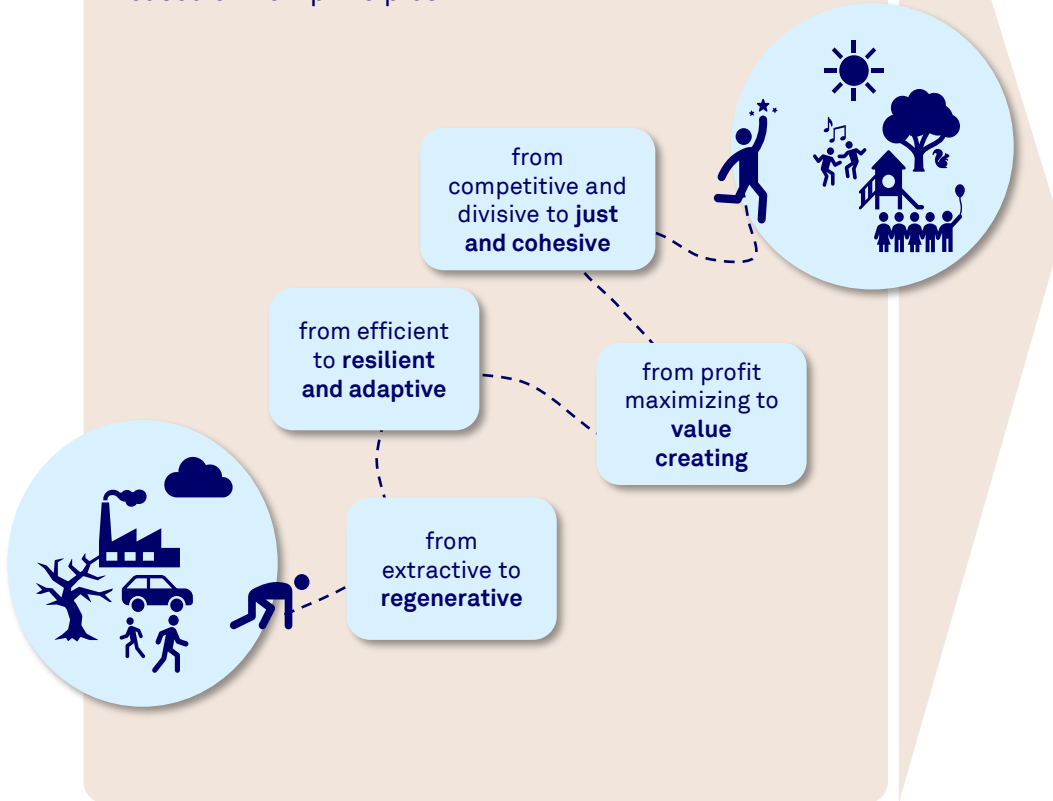 from
competitive and
divisive to just
and cohesive
from efficient
to resilient
and adaptive
from profit
maximizing to
value
creating
from
extractive to
regenerative